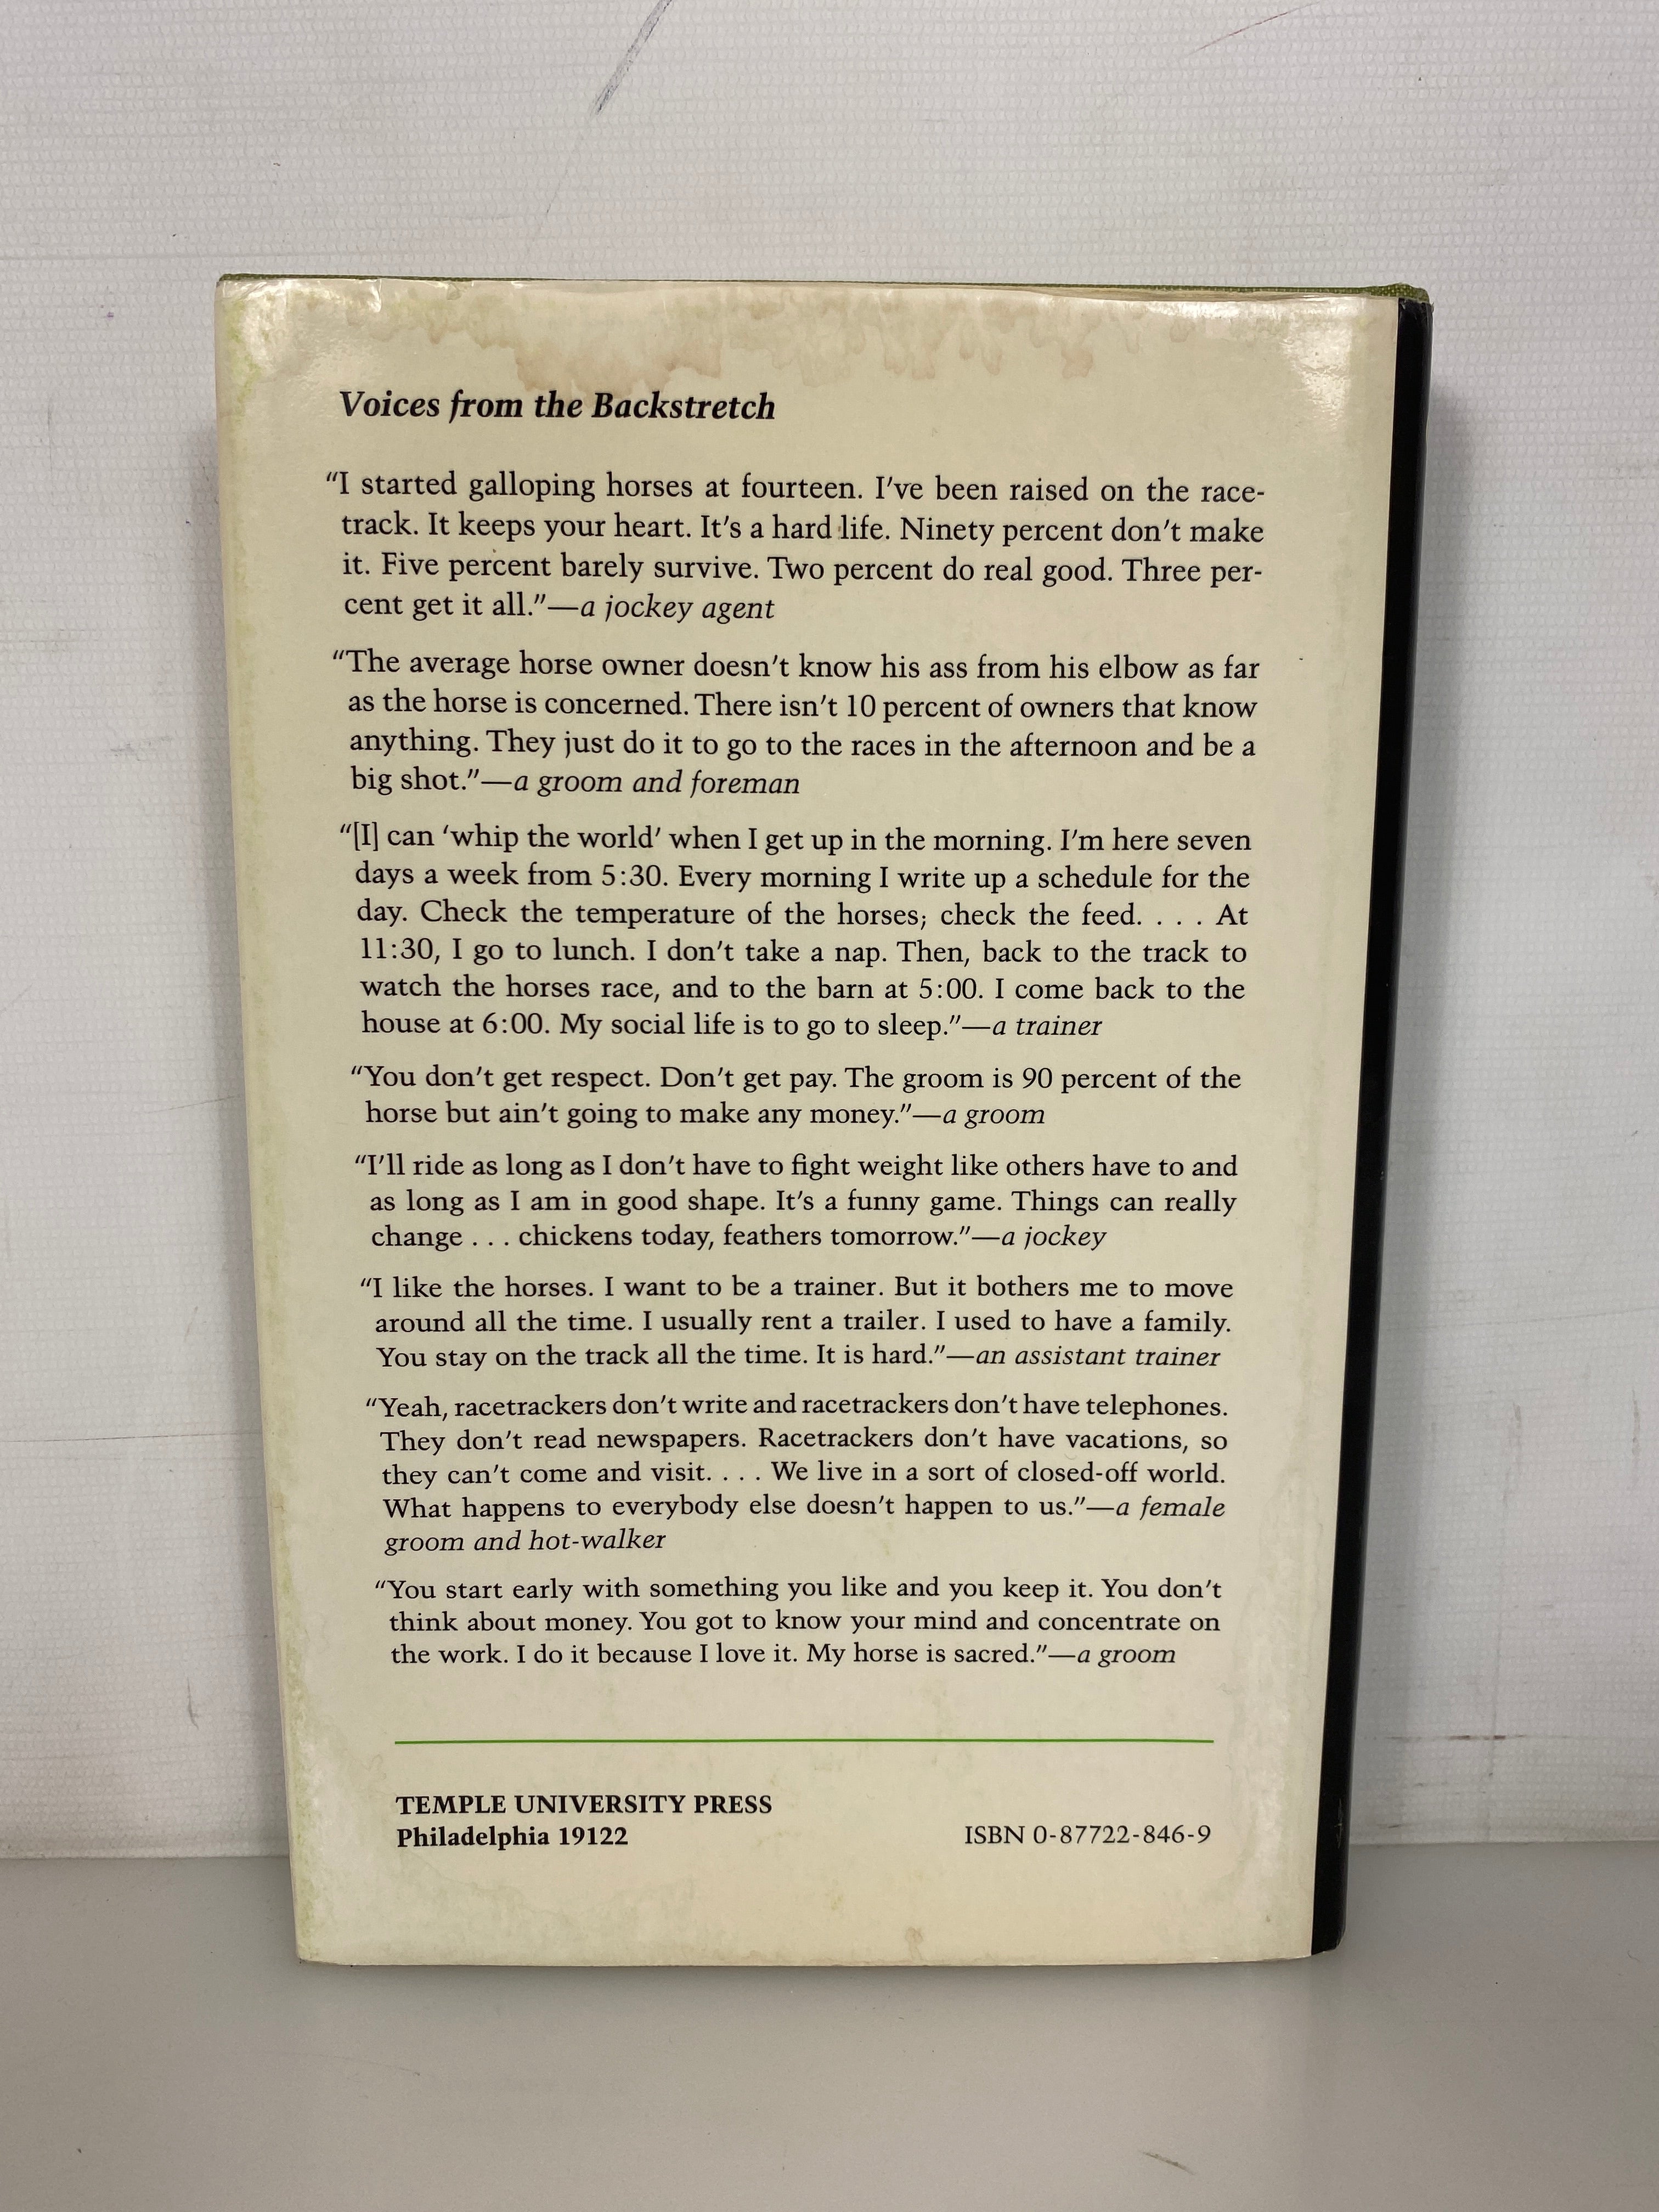 Voices from the Backstretch
“I started galloping horses at fourteen. I've been raised on the race-
track. It keeps your heart. It's a hard life. Ninety percent don't make
it. Five percent barely survive. Two percent do real good. Three per-
cent get it all.”—a jockey agent
“The average horse owner doesn't know his ass from his elbow as far
as the horse is concerned. There isn't 10 percent of owners that know
anything. They just do it to go to the races in the afternoon and be a
big shot.”—a groom and foreman
“[I] can ‘whip the world’ when I get up in the morning. I'm here seven
days a week from 5:30. Every morning I write up a schedule for the
day. Check the temperature of the horses; check the feed. . . . At
11:30, I go to lunch. I don't take a nap. Then, back to the track to
watch the horses race, and to the barn at 5:00. I come back to the
house at 6:00. My social life is to go to sleep.”—a trainer
“You don't get respect. Don't get pay. The groom is 90 percent of the
horse but ain't going to make any money.”—a groom
“I'll ride as long as I don't have to fight weight like others have to and
as long as I am in good shape. It's a funny game. Things can really
change . . . chickens today, feathers tomorrow.”—a jockey
“I like the horses. I want to be a trainer. But it bothers me to move
around all the time. I usually rent a trailer. I used to have a family.
You stay on the track all the time. It is hard.”—an assistant trainer
“Yeah, racetrackers don't write and racetrackers don't have telephones.
They don't read newspapers. Racetrackers don't have vacations, so
they can't come and visit. . . . We live in a sort of closed-off world.
What happens to everybody else doesn't happen to us.”—a female
groom and hot-walker
“You start early with something you like and you keep it. You don't
think about money. You got to know your mind and concentrate on
the work. I do it because I love it. My horse is sacred.”—a groom
TEMPLE UNIVERSITY PRESS
Philadelphia 19122
ISBN 0-87722-846-9